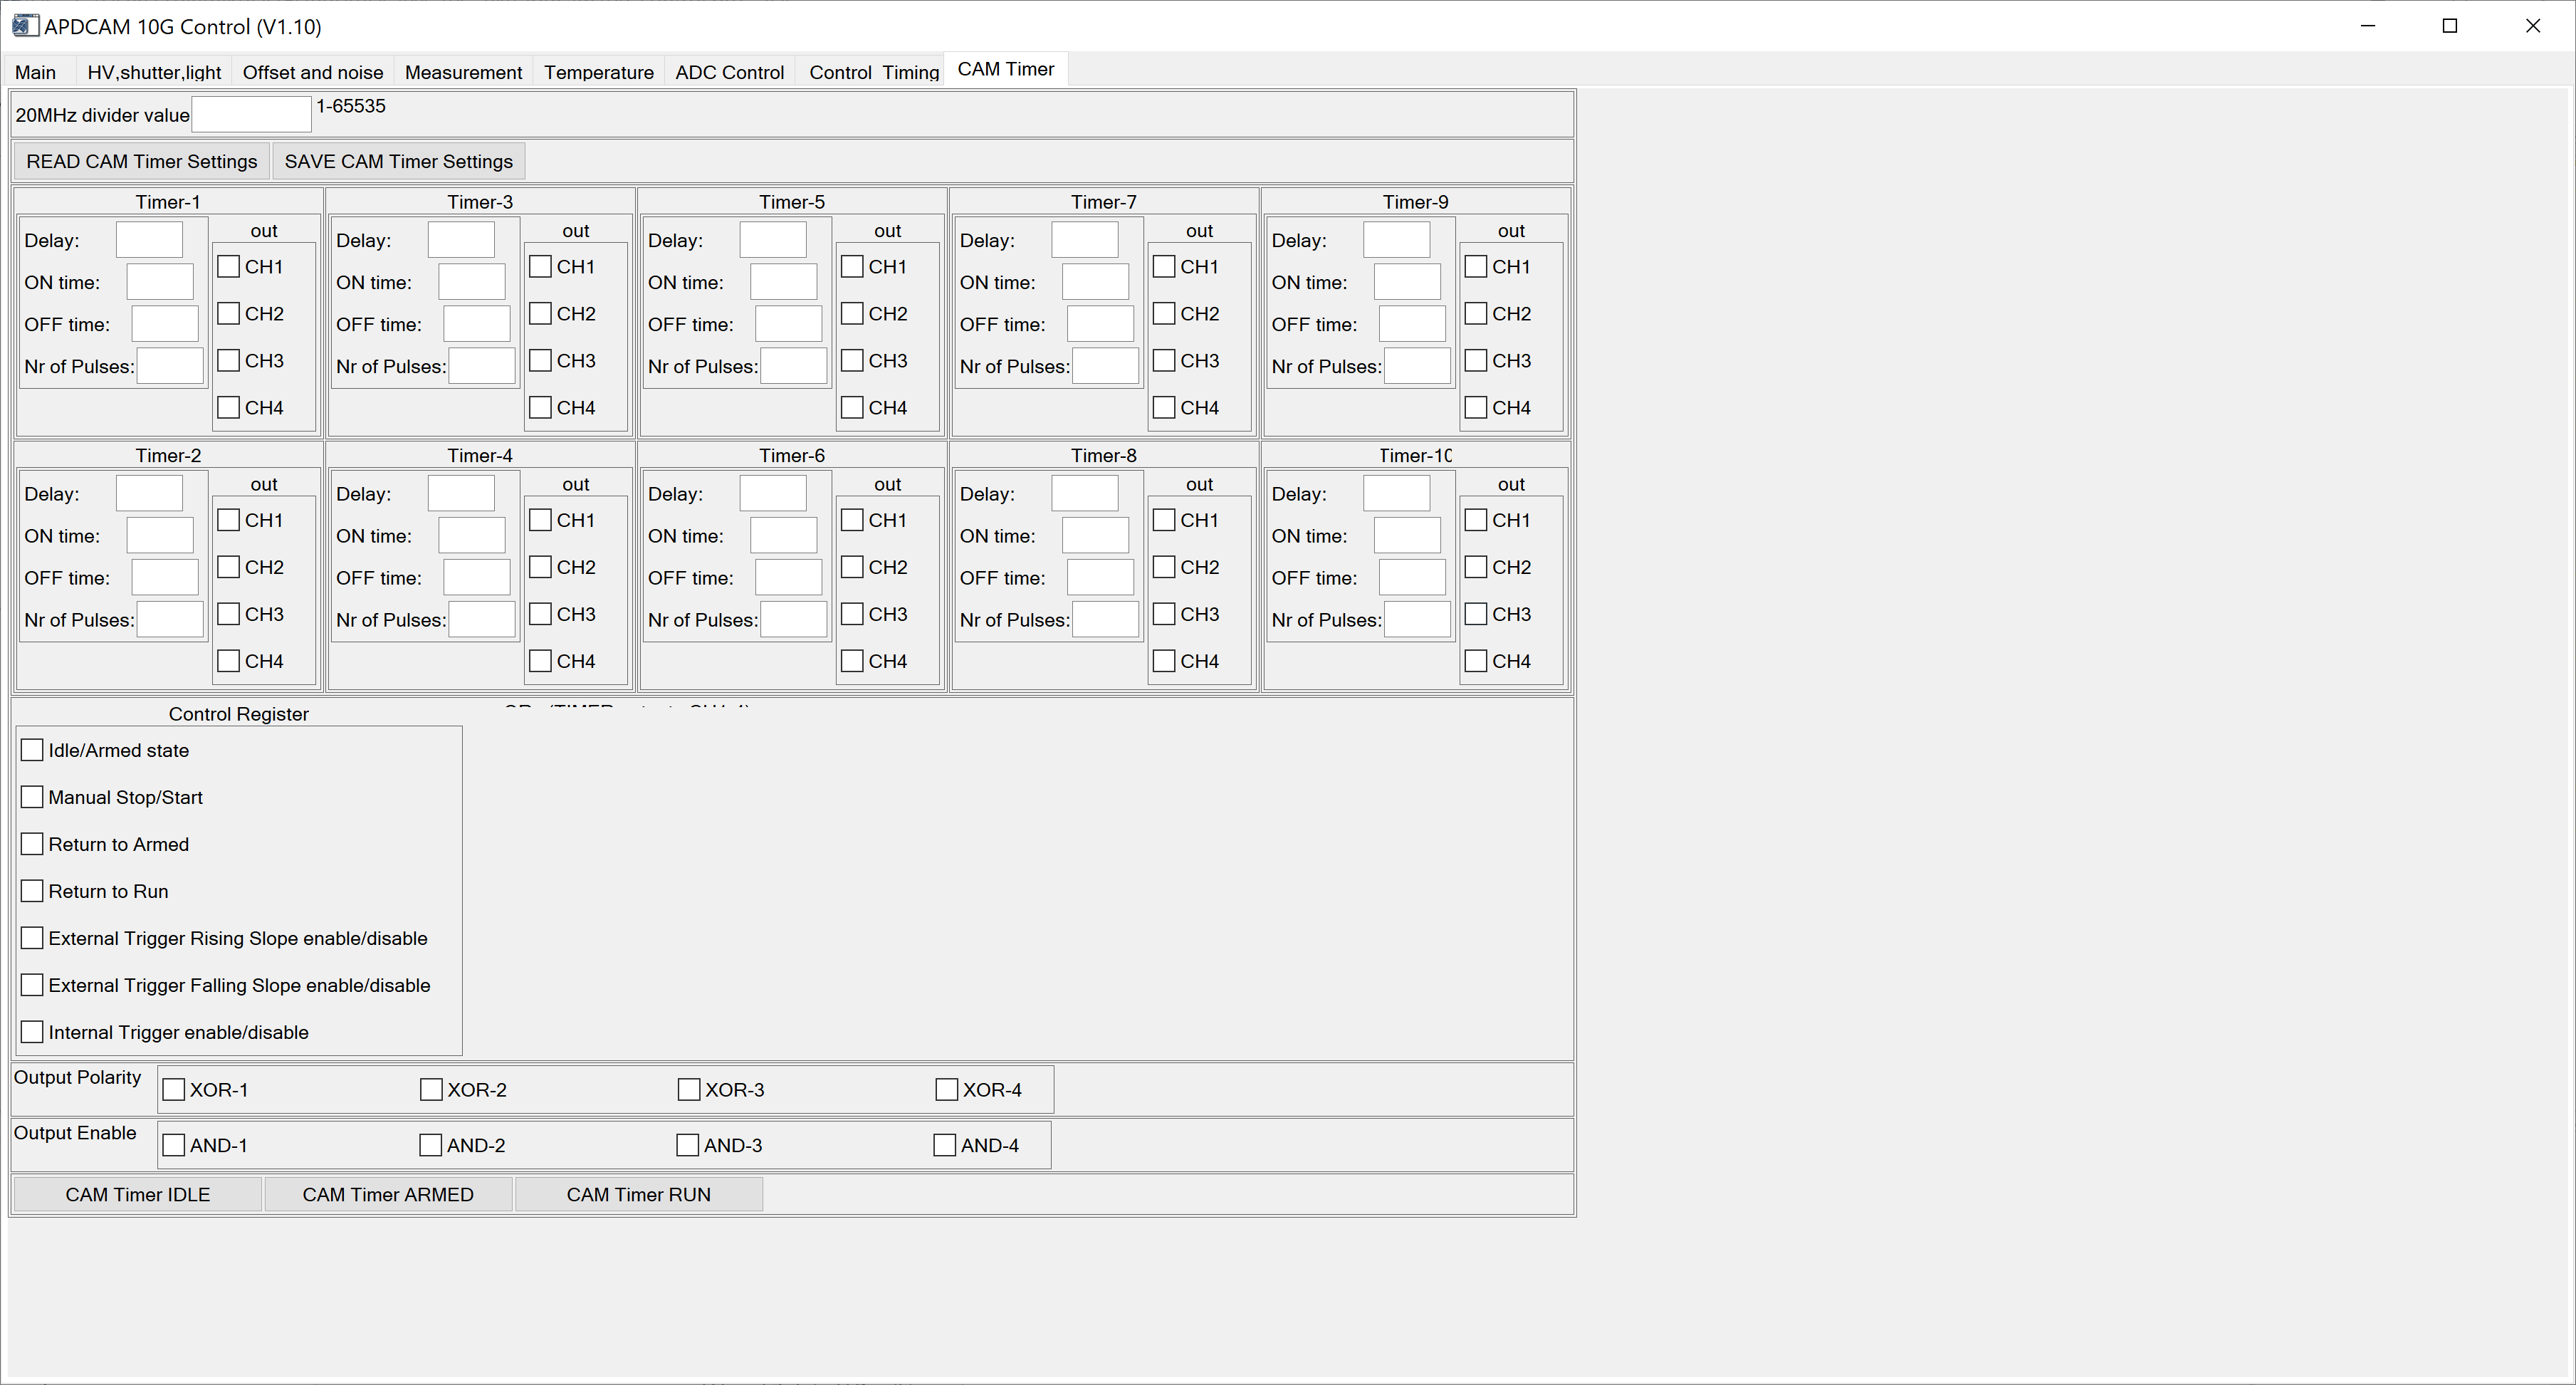 APDCAM 10G Control (V1.10)
Main HV,shutter,light Offset and noise Measurement Temperature ADC Control Control Timing CAM Timer
20MHz divider value 1-65535
READ CAM Timer Settings SAVE CAM Timer Settings
Timer-1 Timer-3 Timer-5 Timer-7 Timer-9
out out out out out
Delay: Delay: Delay: Delay: Delay:
CH1 CH1 CH1 CH1 CH1
ON time: ON time: ON time: ON time: ON time:
CH2 CH2 CH2 CH2 CH2
OFF time: OFF time: OFF time: OFF time: OFF time:
CH3 CH3 CH3 CH3 CH3
Nr of Pulses: Nr of Pulses: Nr of Pulses: Nr of Pulses: Nr of Pulses:
CH4 CH4 CH4 CH4 CH4
Timer-2 Timer-4 Timer-6 Timer-8 Timer-10
out out out out out
Delay: Delay: Delay: Delay: Delay:
CH1 CH1 CH1 CH1 CH1
ON time: ON time: ON time: ON time: ON time:
CH2 CH2 CH2 CH2 CH2
OFF time: OFF time: OFF time: OFF time: OFF time:
CH3 CH3 CH3 CH3 CH3
Nr of Pulses: Nr of Pulses: Nr of Pulses: Nr of Pulses: Nr of Pulses:
CH4 CH4 CH4 CH4 CH4
Control Register
Idle/Armed state
Manual Stop/Start
Return to Armed
Return to Run
External Trigger Rising Slope enable/disable
External Trigger Falling Slope enable/disable
Internal Trigger enable/disable
Output Polarity XOR-1 XOR-2 XOR-3 XOR-4
Output Enable AND-1 AND-2 AND-3 AND-4
CAM Timer IDLE CAM Timer ARMED CAM Timer RUN